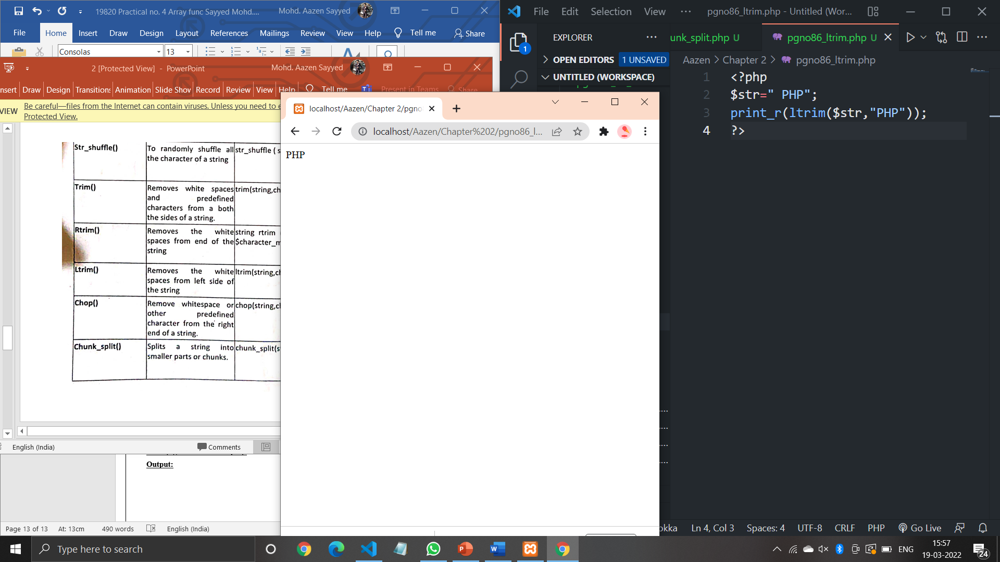 19820 Practical no. 4 Array func Sayyed Mohd.... Mohd. Aazen Sayyed
File Home Insert Draw Design Layout References Mailings Review View Help Tell me Share
Consolas 13
2 [Protected View] - PowerPoint Mohd. Aazen Sayyed
nsert Draw Design Transitions Animation Slide Shov Record Review View Help Tell me Present in Teams Share
VIEW Be careful—files from the Internet can contain viruses. Unless you need to e
Protected View.
Str_shuffle() To randomly shuffle all str_shuffle ( s
the character of a string
Trim() Removes white spaces trim(string,ch
and predefined
characters from a both
the sides of a string.
Rtrim() Removes the white string rtrim
spaces from end of the $character_m
string
Ltrim() Removes the white ltrim(string,ch
spaces from left side of
the string
Chop() Remove whitespace or chop(string,cl
other predefined
character from the right
end of a string.
Chunk_split() Splits a string into chunk_split(s
smaller parts or chunks.
English (India) Comments
Output:
Page 13 of 13 At: 13cm 490 words English (India)
localhost/Aazen/Chapter 2/pgno
localhost/Aazen/Chapter%202/pgno86_l...
PHP
File Edit Selection View ··· pgno86_ltrim.php - Untitled (Wor...
EXPLORER ··· unk_split.php U pgno86_ltrim.php U
1
OPEN EDITORS 1 UNSAVED
UNTITLED (WORKSPACE)
Aazen > Chapter 2 > pgno86_ltrim.php
1 <?php
2 $str=" PHP";
3 print_r(ltrim($str,"PHP"));
4 ?>
okka Ln 4, Col 3 Spaces: 4 UTF-8 CRLF PHP Go Live
Type here to search
ENG 15:57
19-03-2022
24